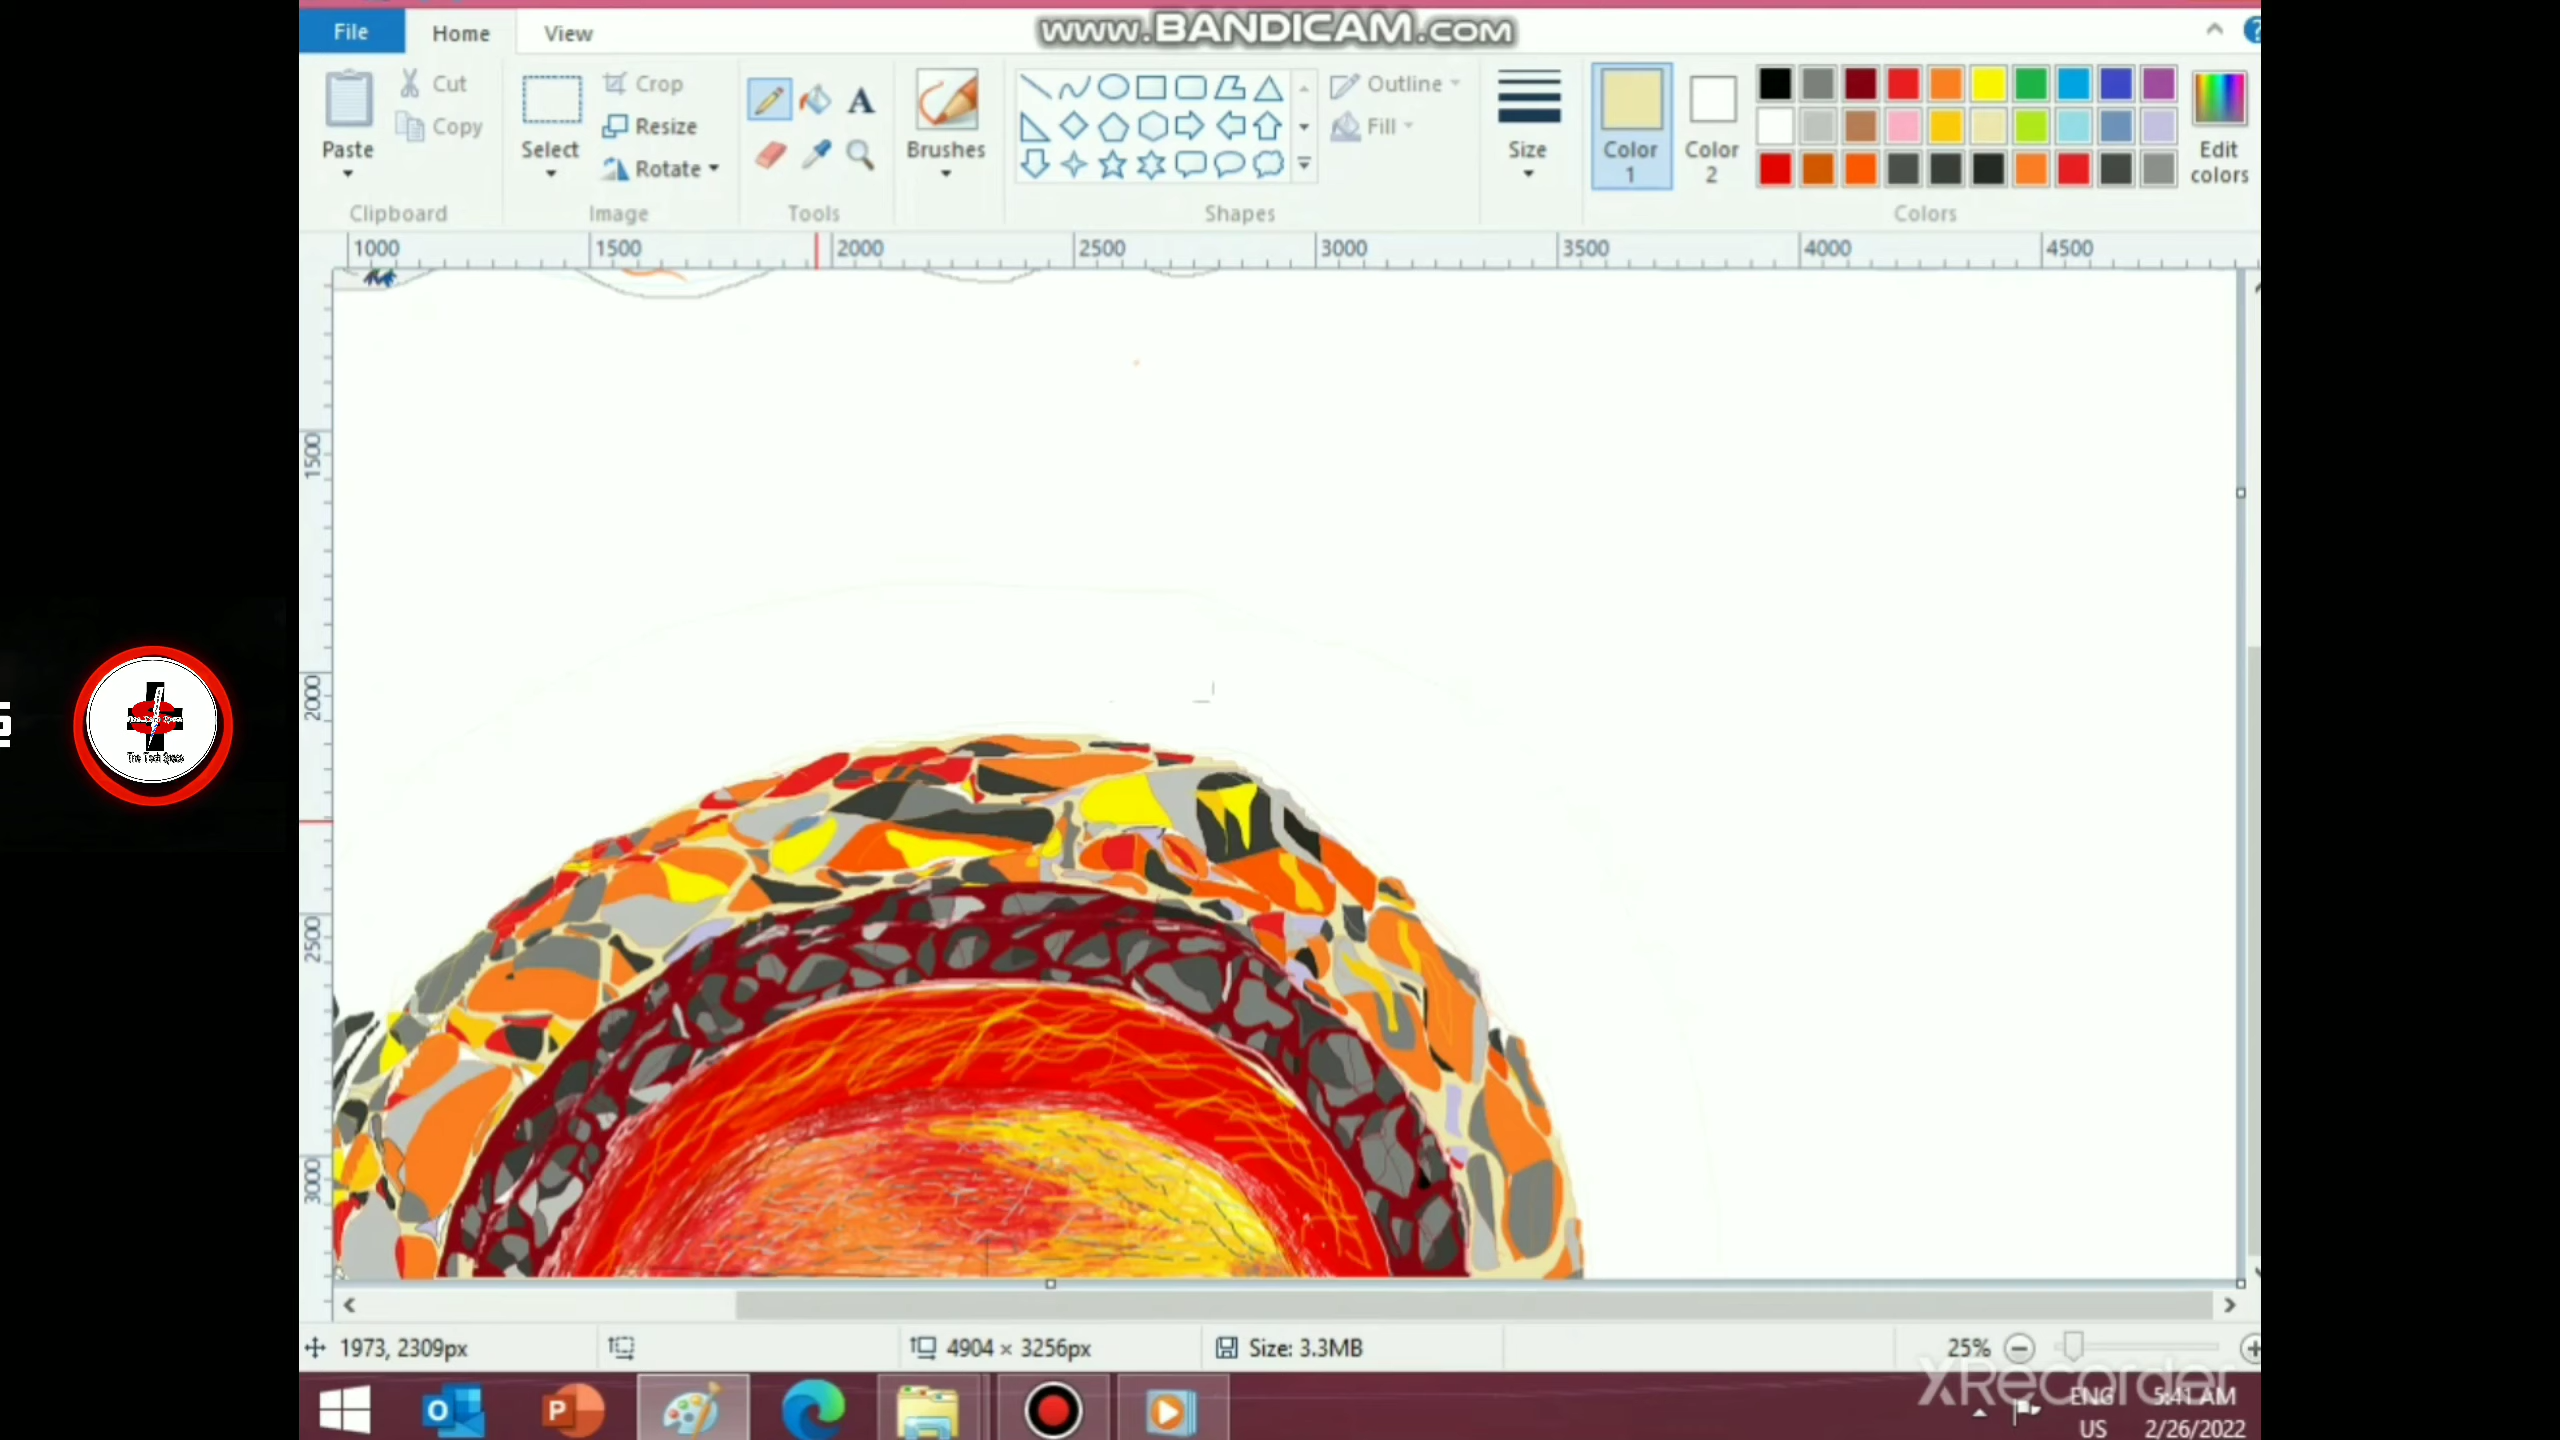 File Home View www.BANDICAM.com
Cut Crop Outline
Copy Resize Fill
Paste Select Rotate Brushes Size Color 1 Color 2 Edit colors
Clipboard Image Tools Shapes Colors
1000 1500 2000 2500 3000 3500 4000 4500
1500
2000
2500
3000
The Tech Space
1973, 2309px 4904 × 3256px Size: 3.3MB 25%
XRecorder
ENG 5:41 AM
US 2/26/2022